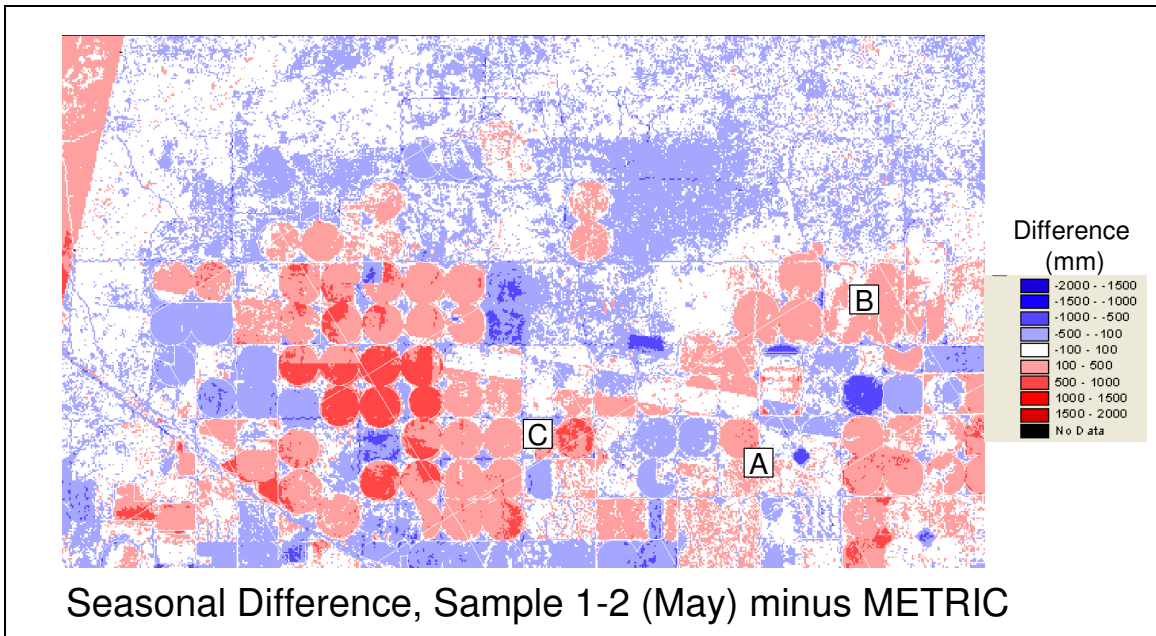 Difference
(mm)
-2000 - -1500
-1500 - -1000
-1000 - -500
-500 - -100
-100 - 100
100 - 500
500 - 1000
1000 - 1500
1500 - 2000
No Data
B
C
A
Seasonal Difference, Sample 1-2 (May) minus METRIC